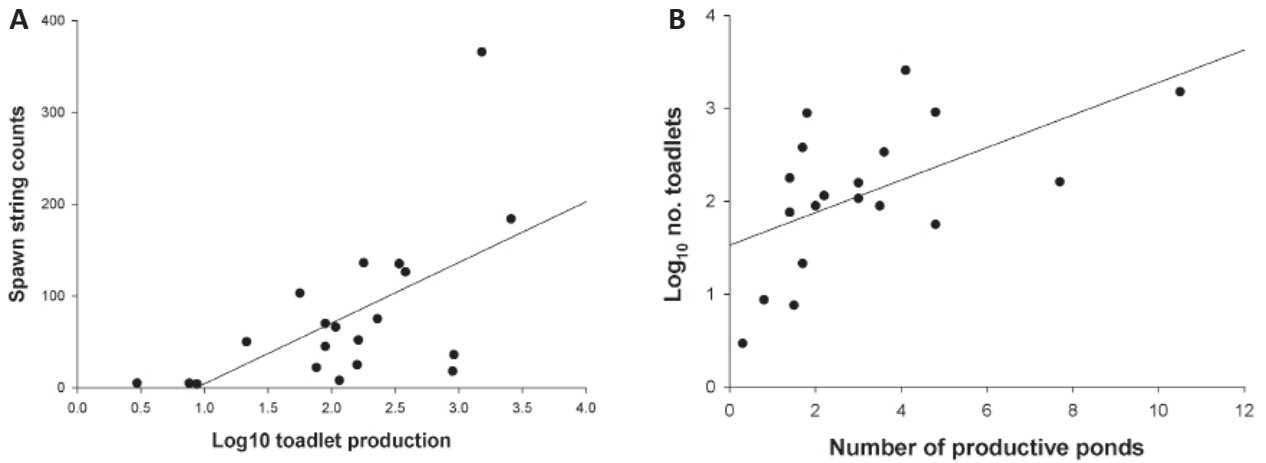 A
400
300
200
100
0
Spawn string counts
0.0 0.5 1.0 1.5 2.0 2.5 3.0 3.5 4.0
Log10 toadlet production
B
4
3
2
1
0
Log10 no. toadlets
0 2 4 6 8 10 12
Number of productive ponds